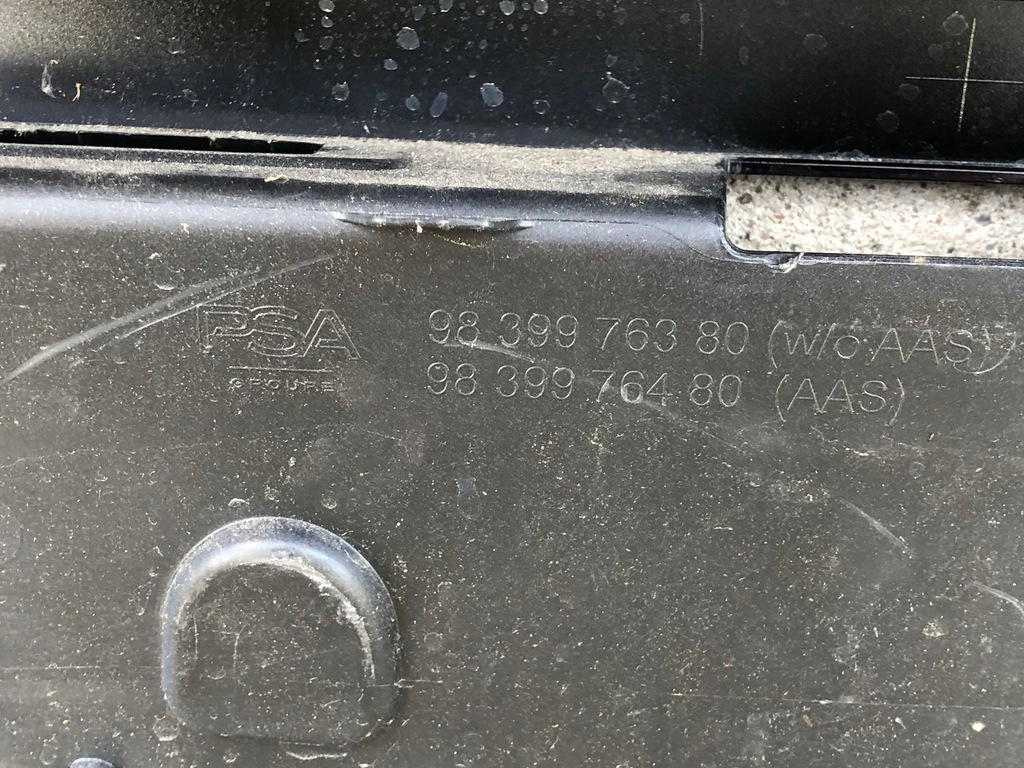 PSA
GROUPE
98 399 763 80 (w/o AAS)
98 399 764 80 (AAS)